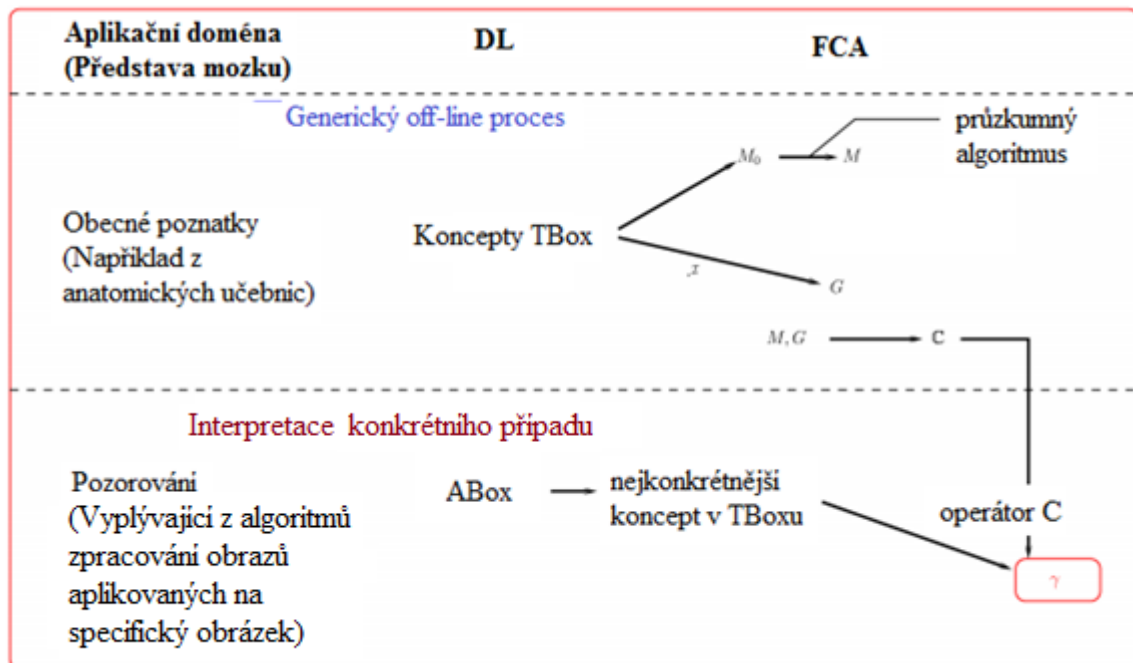 Aplikační doména
(Představa mozku)
DL
FCA
Generický off-line proces
průzkumný
algoritmus
M₀
M
Obecné poznatky
(Napřiklad z
anatomických učebnic)
Koncepty TBox
G
M, G
C
Interpretace konkrétního případu
Pozorování
(Vyplývající z algoritmů
zpracování obrazů
aplikovaných na
specifický obrázek)
ABox
nejkonkrétnější
koncept v TBoxu
operátor C
γ